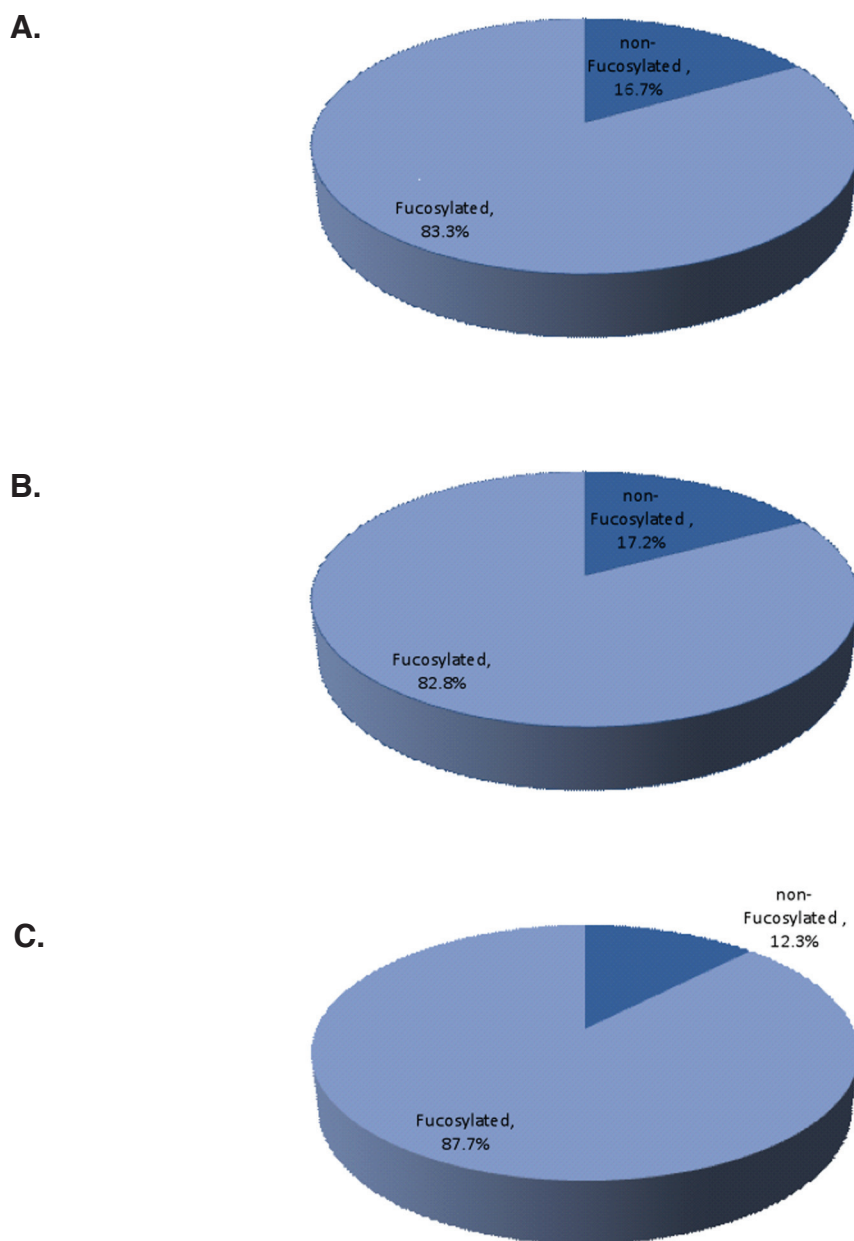 A.
non-
Fucosylated ,
16.7%
Fucosylated,
83.3%
B.
non-
Fucosylated ,
17.2%
Fucosylated,
82.8%
non-
Fucosylated ,
12.3%
C.
Fucosylated,
87.7%